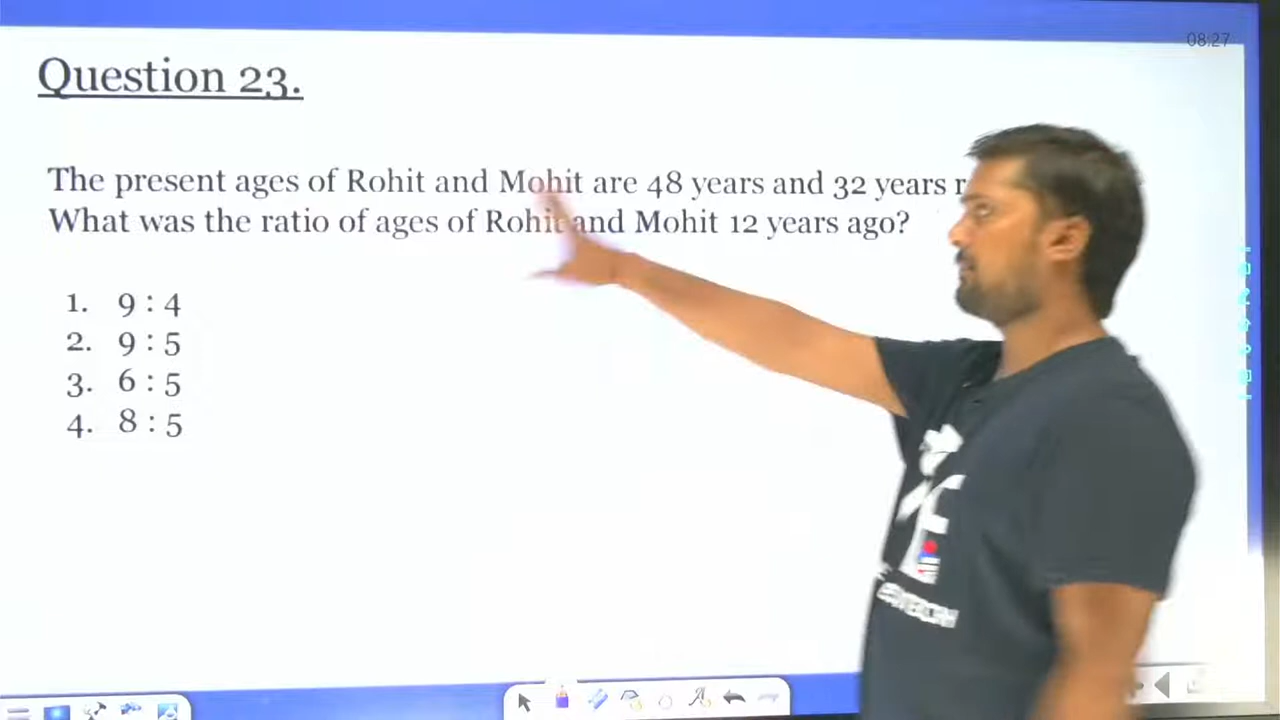 08:27
Question 23.
The present ages of Rohit and Mohit are 48 years and 32 years
What was the ratio of ages of Rohit and Mohit 12 years ago?
1. 9 : 4
2. 9 : 5
3. 6 : 5
4. 8 : 5